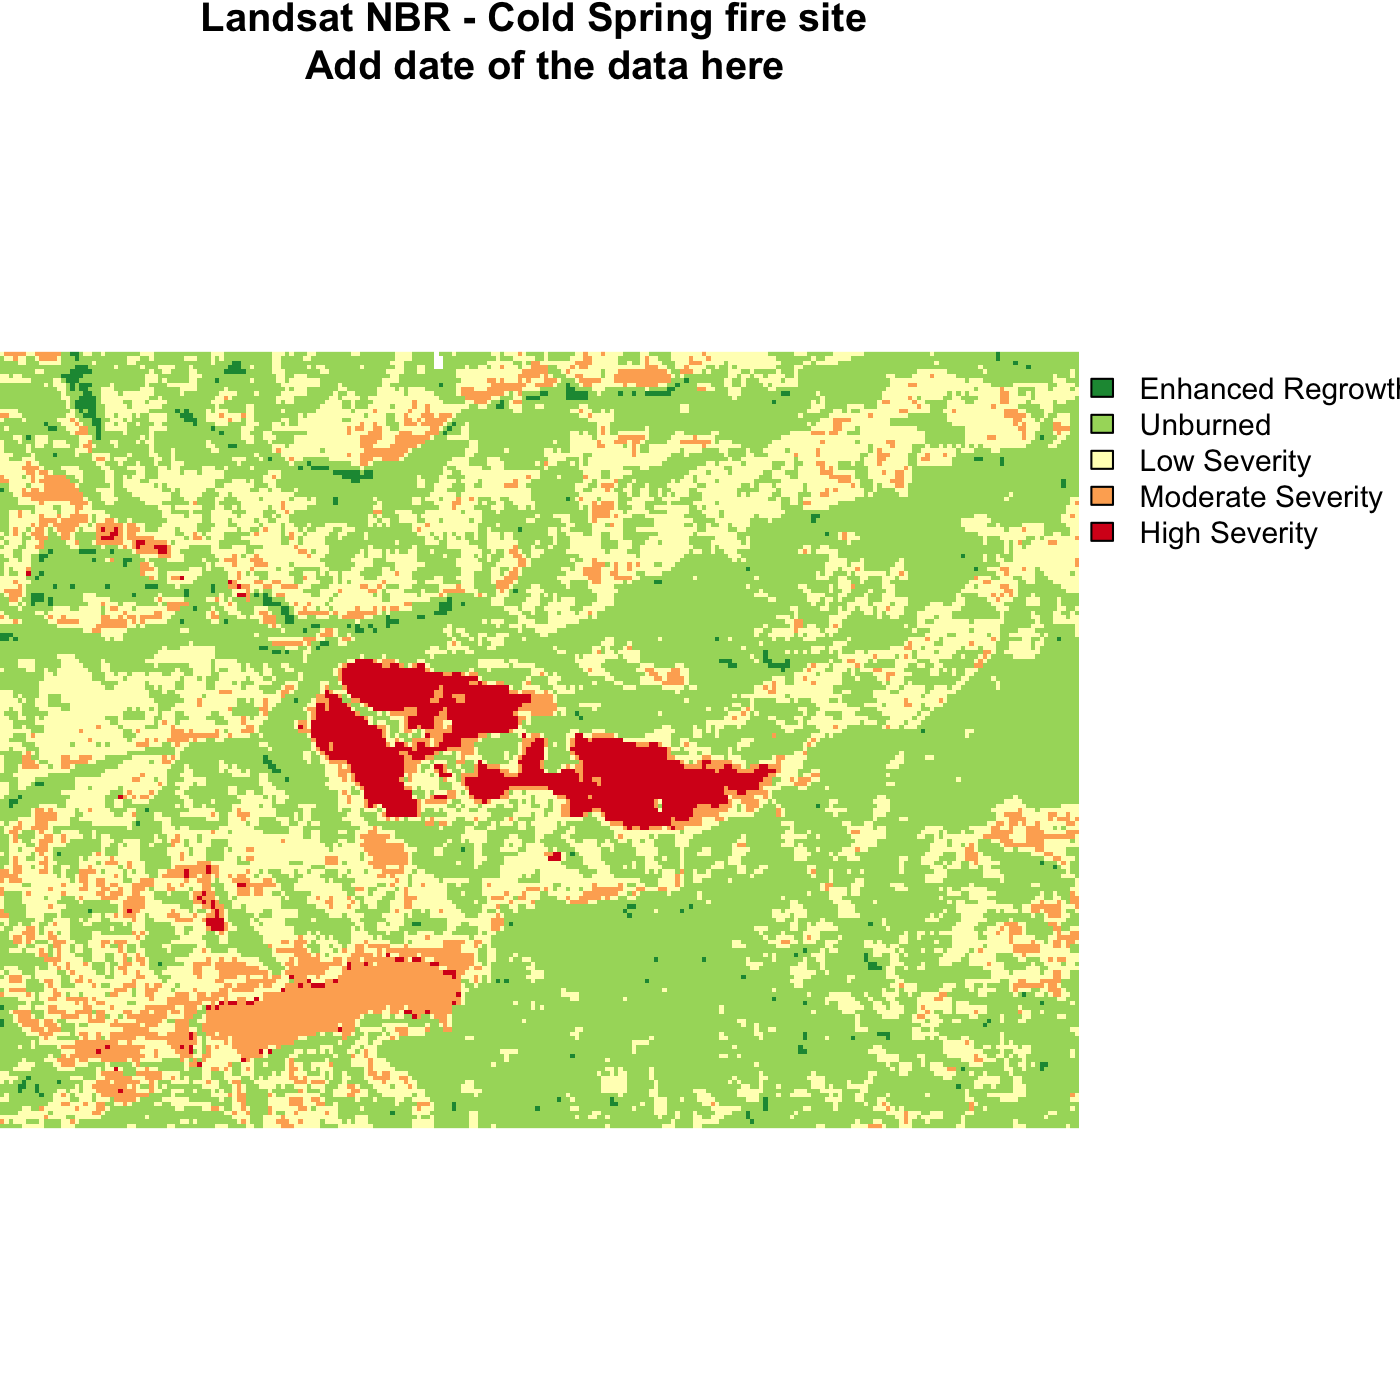 Landsat NBR - Cold Spring fire site
Add date of the data here
Enhanced Regrowth
Unburned
Low Severity
Moderate Severity
High Severity